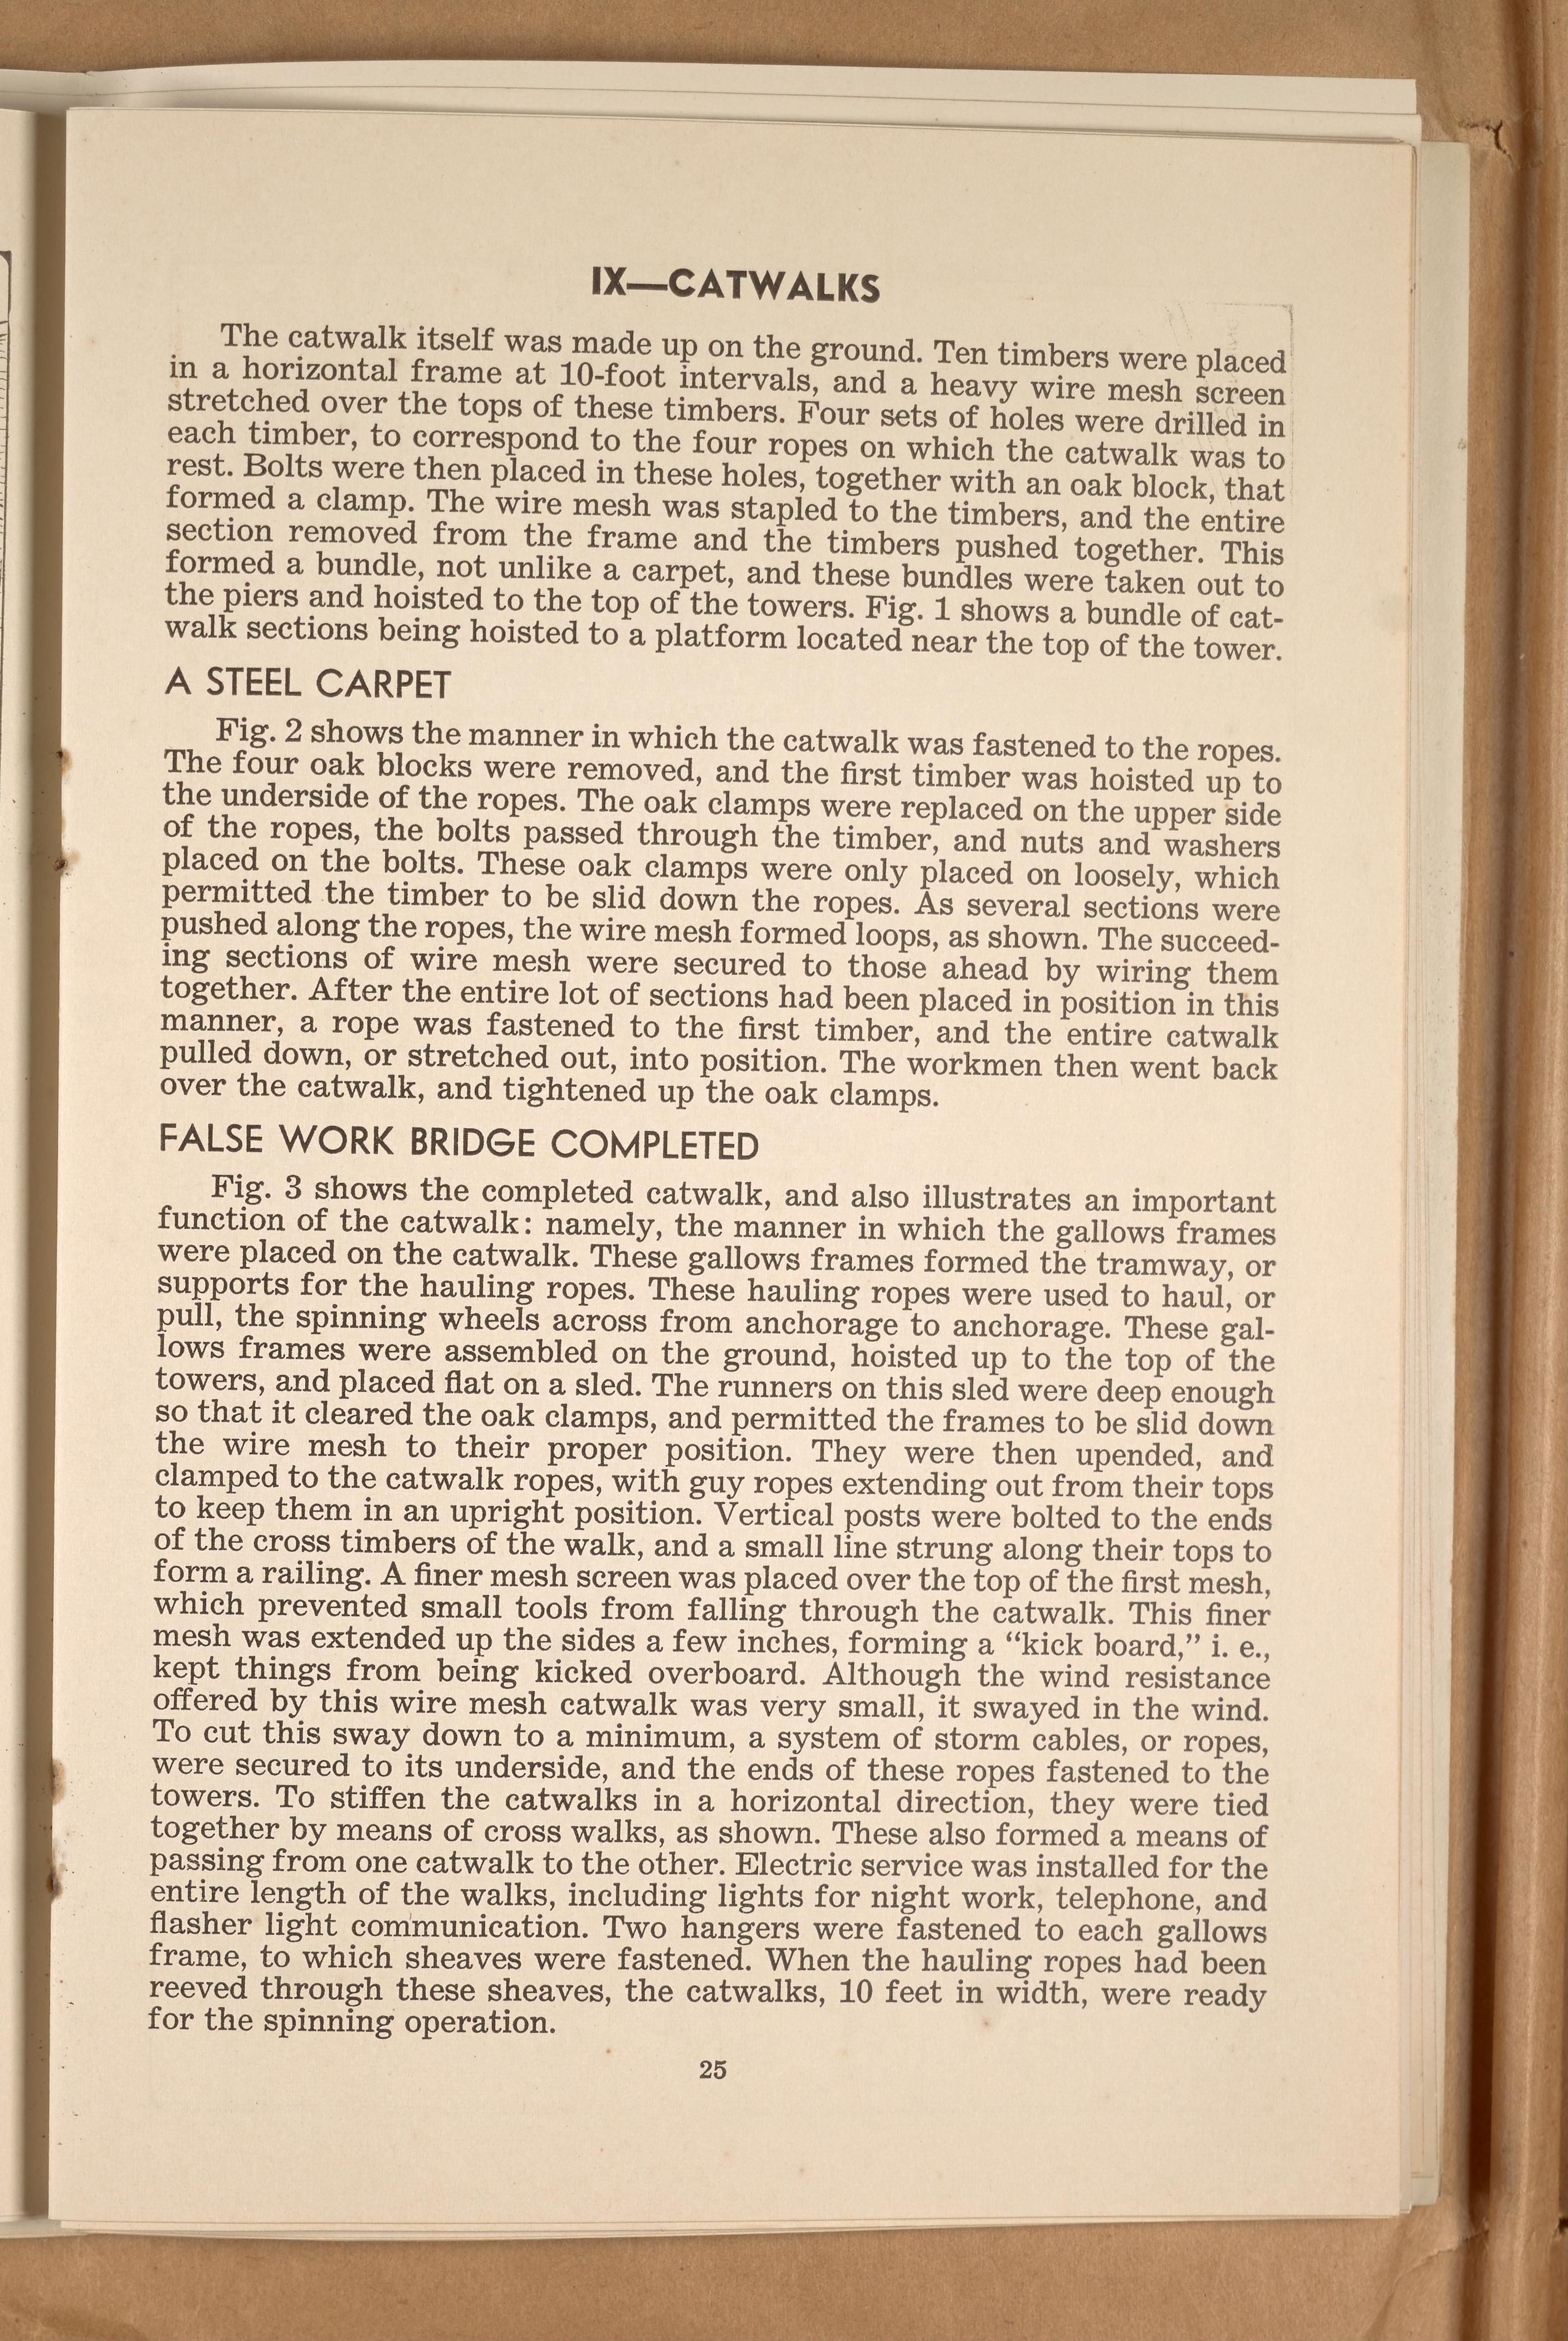 IX—CATWALKS
The catwalk itself was made up on the ground. Ten timbers were placed
in a horizontal frame at 10-foot intervals, and a heavy wire mesh screen
stretched over the tops of these timbers. Four sets of holes were drilled in
each timber, to correspond to the four ropes on which the catwalk was to
rest. Bolts were then placed in these holes, together with an oak block, that
formed a clamp. The wire mesh was stapled to the timbers, and the entire
section removed from the frame and the timbers pushed together. This
formed a bundle, not unlike a carpet, and these bundles were taken out to
the piers and hoisted to the top of the towers. Fig. 1 shows a bundle of cat-
walk sections being hoisted to a platform located near the top of the tower.
A STEEL CARPET
Fig. 2 shows the manner in which the catwalk was fastened to the ropes.
The four oak blocks were removed, and the first timber was hoisted up to
the underside of the ropes. The oak clamps were replaced on the upper side
of the ropes, the bolts passed through the timber, and nuts and washers
placed on the bolts. These oak clamps were only placed on loosely, which
permitted the timber to be slid down the ropes. As several sections were
pushed along the ropes, the wire mesh formed loops, as shown. The succeed-
ing sections of wire mesh were secured to those ahead by wiring them
together. After the entire lot of sections had been placed in position in this
manner, a rope was fastened to the first timber, and the entire catwalk
pulled down, or stretched out, into position. The workmen then went back
over the catwalk, and tightened up the oak clamps.
FALSE WORK BRIDGE COMPLETED
Fig. 3 shows the completed catwalk, and also illustrates an important
function of the catwalk: namely, the manner in which the gallows frames
were placed on the catwalk. These gallows frames formed the tramway, or
supports for the hauling ropes. These hauling ropes were used to haul, or
pull, the spinning wheels across from anchorage to anchorage. These gal-
lows frames were assembled on the ground, hoisted up to the top of the
towers, and placed flat on a sled. The runners on this sled were deep enough
so that it cleared the oak clamps, and permitted the frames to be slid down
the wire mesh to their proper position. They were then upended, and
clamped to the catwalk ropes, with guy ropes extending out from their tops
to keep them in an upright position. Vertical posts were bolted to the ends
of the cross timbers of the walk, and a small line strung along their tops to
form a railing. A finer mesh screen was placed over the top of the first mesh,
which prevented small tools from falling through the catwalk. This finer
mesh was extended up the sides a few inches, forming a “kick board,” i. e.,
kept things from being kicked overboard. Although the wind resistance
offered by this wire mesh catwalk was very small, it swayed in the wind.
To cut this sway down to a minimum, a system of storm cables, or ropes,
were secured to its underside, and the ends of these ropes fastened to the
towers. To stiffen the catwalks in a horizontal direction, they were tied
together by means of cross walks, as shown. These also formed a means of
passing from one catwalk to the other. Electric service was installed for the
entire length of the walks, including lights for night work, telephone, and
flasher light communication. Two hangers were fastened to each gallows
frame, to which sheaves were fastened. When the hauling ropes had been
reeved through these sheaves, the catwalks, 10 feet in width, were ready
for the spinning operation.
25